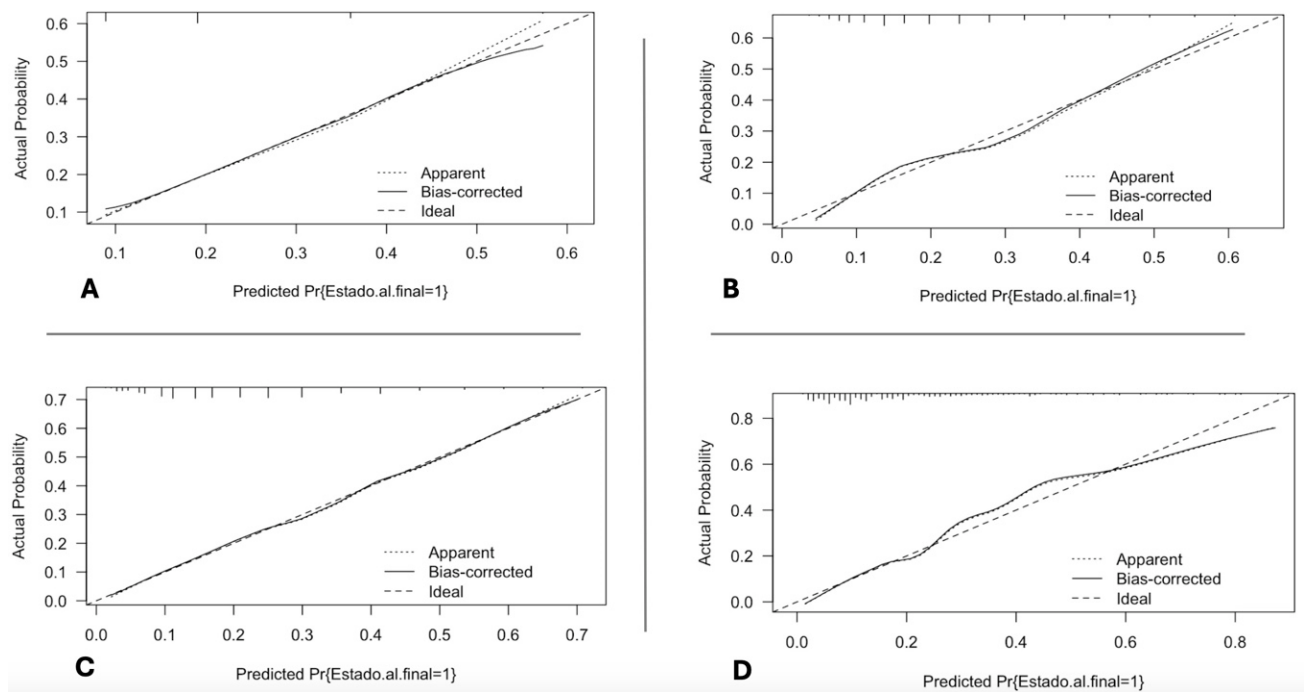 0.6
0.5
0.4
0.3
0.2
0.1
Actual Probability
Apparent
Bias-corrected
Ideal
0.1 0.2 0.3 0.4 0.5 0.6
A
Predicted Pr{Estado.al.final=1}
0.6
0.5
0.4
0.3
0.2
0.1
0.0
Actual Probability
Apparent
Bias-corrected
Ideal
0.0 0.1 0.2 0.3 0.4 0.5 0.6
B
Predicted Pr{Estado.al.final=1}
0.7
0.6
0.5
0.4
0.3
0.2
0.1
0.0
Actual Probability
Apparent
Bias-corrected
Ideal
0.0 0.1 0.2 0.3 0.4 0.5 0.6 0.7
C
Predicted Pr{Estado.al.final=1}
0.8
0.6
0.4
0.2
0.0
Actual Probability
Apparent
Bias-corrected
Ideal
0.0 0.2 0.4 0.6 0.8
D
Predicted Pr{Estado.al.final=1}